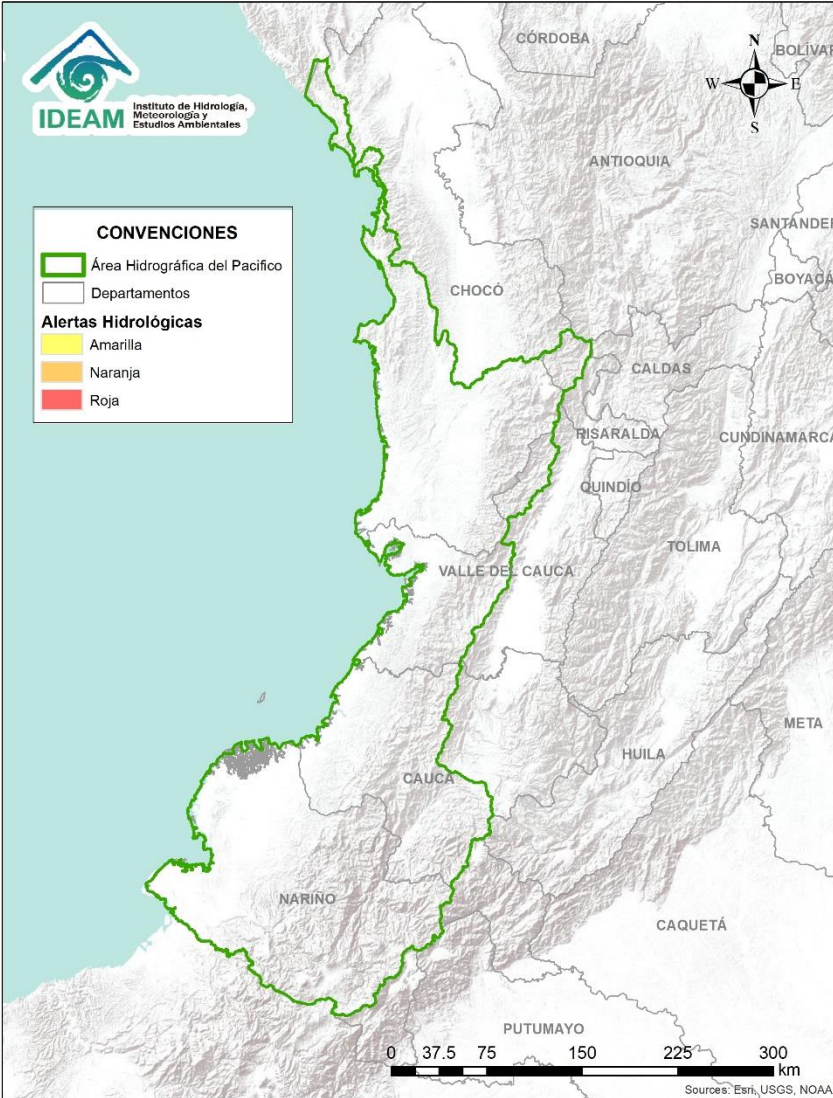 IDEAM
Instituto de Hidrología,
Meteorología y
Estudios Ambientales
CÓRDOBA
BOLÍVAR
N
W
E
S
ANTIOQUIA
SANTANDER
BOYACÁ
CONVENCIONES
Área Hidrográfica del Pacifico
Departamentos
Alertas Hidrológicas
Amarilla
Naranja
Roja
CHOCÓ
CALDAS
RISARALDA
CUNDINAMARCA
QUINDÍO
TOLIMA
VALLE DEL CAUCA
META
HUILA
CAUCA
NARIÑO
CAQUETÁ
PUTUMAYO
0 37.5 75 150 225 300
km
Sources: Esri, USGS, NOAA